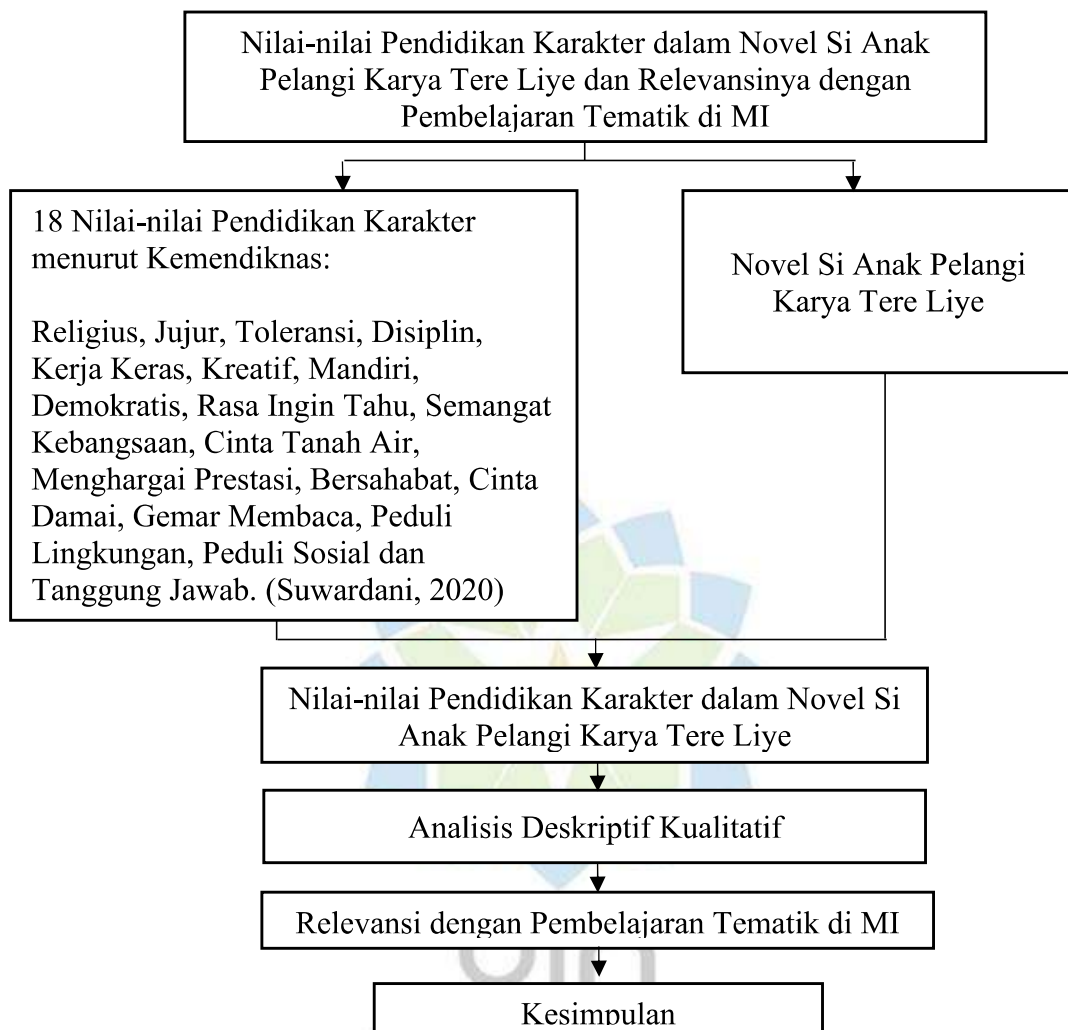 Nilai-nilai Pendidikan Karakter dalam Novel Si Anak
Pelangi Karya Tere Liye dan Relevansinya dengan
Pembelajaran Tematik di MI
18 Nilai-nilai Pendidikan Karakter
menurut Kemendiknas:
Religius, Jujur, Toleransi, Disiplin,
Kerja Keras, Kreatif, Mandiri,
Demokratis, Rasa Ingin Tahu, Semangat
Kebangsaan, Cinta Tanah Air,
Menghargai Prestasi, Bersahabat, Cinta
Damai, Gemar Membaca, Peduli
Lingkungan, Peduli Sosial dan
Tanggung Jawab. (Suwardani, 2020)
Novel Si Anak Pelangi
Karya Tere Liye
Nilai-nilai Pendidikan Karakter dalam Novel Si
Anak Pelangi Karya Tere Liye
Analisis Deskriptif Kualitatif
Relevansi dengan Pembelajaran Tematik di MI
uin
Kesimpulan